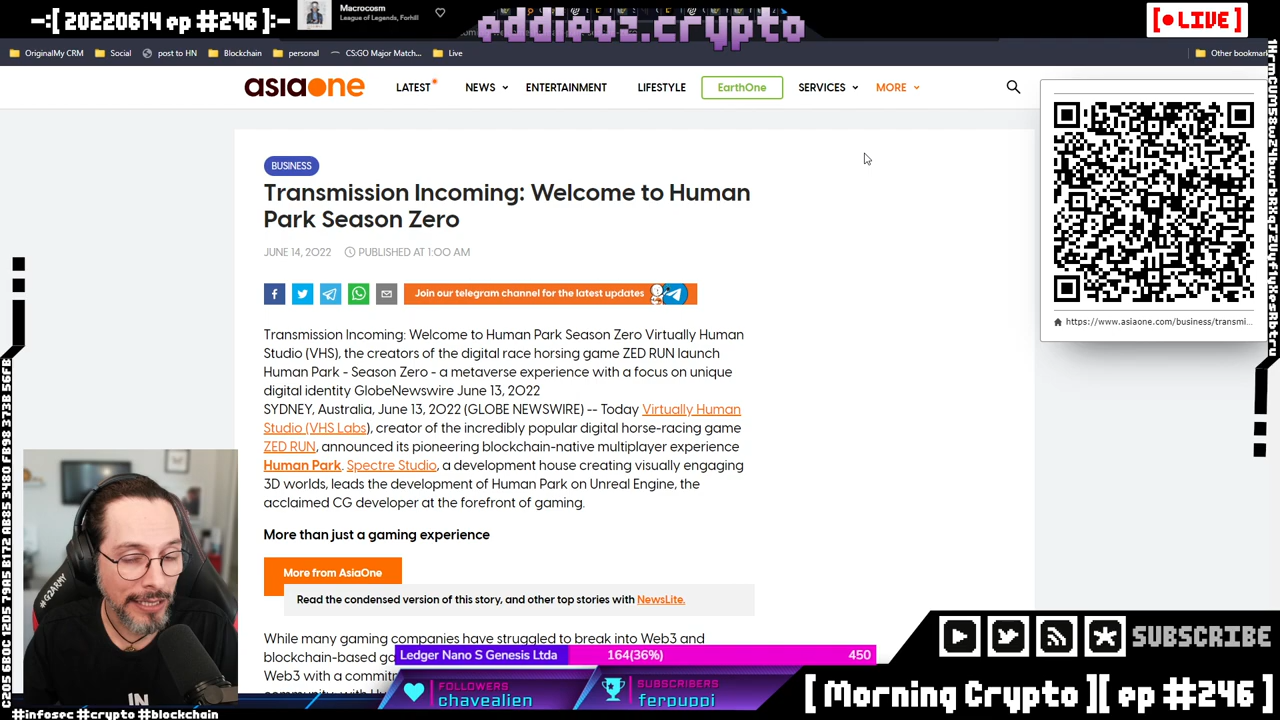 -:[ 20220614 ep #246 ]:-
Macrocosm
League of Legends, Forhill
eddieoz.crypto
[ • LIVE ]
OriginalMy CRM
Social
post to HN
Blockchain
personal
CS:GO Major Match...
Live
Other bookmar
asiaone
LATEST
NEWS
ENTERTAINMENT
LIFESTYLE
EarthOne
SERVICES
MORE
BUSINESS
Transmission Incoming: Welcome to Human
Park Season Zero
JUNE 14, 2022
PUBLISHED AT 1:00 AM
Join our telegram channel for the latest updates
https://www.asiaone.com/business/transmi...
Transmission Incoming: Welcome to Human Park Season Zero Virtually Human
Studio (VHS), the creators of the digital race horsing game ZED RUN launch
Human Park - Season Zero - a metaverse experience with a focus on unique
digital identity GlobeNewswire June 13, 2022
SYDNEY, Australia, June 13, 2022 (GLOBE NEWSWIRE) -- Today Virtually Human
Studio (VHS Labs), creator of the incredibly popular digital horse-racing game
ZED RUN, announced its pioneering blockchain-native multiplayer experience
Human Park. Spectre Studio, a development house creating visually engaging
3D worlds, leads the development of Human Park on Unreal Engine, the
acclaimed CG developer at the forefront of gaming.
More than just a gaming experience
More from AsiaOne
Read the condensed version of this story, and other top stories with NewsLite.
While many gaming companies have struggled to break into Web3 and
blockchain-based ga
Web3 with a commitm
#G2ARMY
IN
Ledger Nano S Genesis Ltda
164(36%)
450
FOLLOWERS
chavealien
SUBSCRIBERS
ferpuppi
SUBSCRIBE
[ Morning Crypto ][ ep #246 ]
#infosec #crypto #blockchain